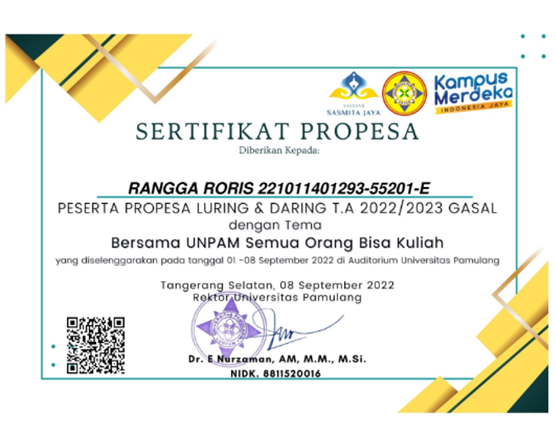 YAYASAN
SASMITA JAYA
Kampus
Merdeka
INDONESIA JAYA
SERTIFIKAT PROPESA
Diberikan Kepada:
RANGGA RORIS 221011401293-55201-E
PESERTA PROPESA LURING & DARING T.A 2022/2023 GASAL
dengan Tema
Bersama UNPAM Semua Orang Bisa Kuliah
yang diselenggarakan pada tanggal 01 -08 September 2022 di Auditorium Universitas Pamulang
Tangerang Selatan, 08 September 2022
Rektor Universitas Pamulang
Dr. E Nurzaman, AM, M.M., M.Si.
NIDK. 8811520016